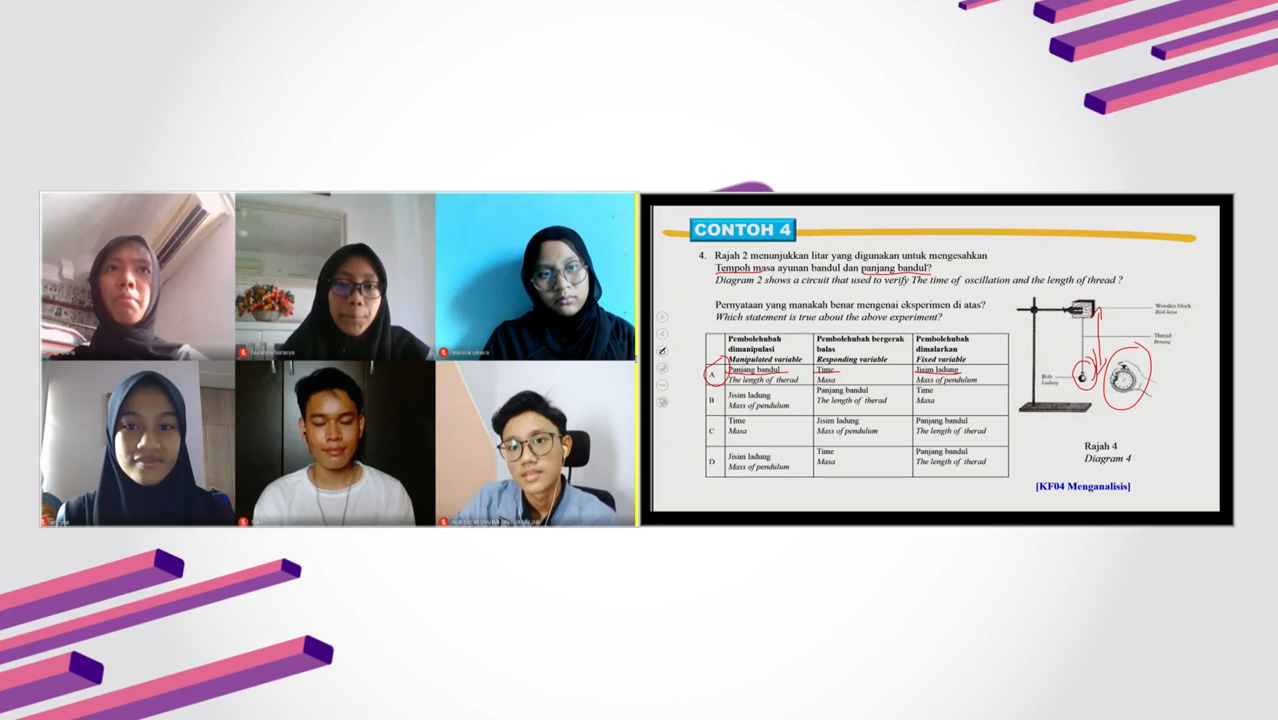 Nurainna Natasya
CONTOH 4
4. Rajah 2 menunjukkan litar yang digunakan untuk mengesahkan
Tempoh masa ayunan bandul dan panjang bandul?
Diagram 2 shows a circuit that used to verify The time of oscillation and the length of thread ?
Pernyataan yang manakah benar mengenai eksperimen di atas?
Which statement is true about the above experiment?
Pembolehubah dimanipulasi
Manipulated variable
Pembolehubah bergerak balas
Responding variable
Pembolehubah dimalarkan
Fixed variable
A
Panjang bandul
The length of therad
Time
Masa
Jisim ladung
Mass of pendulum
B
Jisim ladung
Mass of pendulum
Panjang bandul
The length of therad
Time
Masa
C
Time
Masa
Jisim ladung
Mass of pendulum
Panjang bandul
The length of therad
D
Jisim ladung
Mass of pendulum
Time
Masa
Panjang bandul
The length of therad
Wooden block
Blok kayu
Thread
Benang
Bob
Ladung
Rajah 4
Diagram 4
[KF04 Menganalisis]